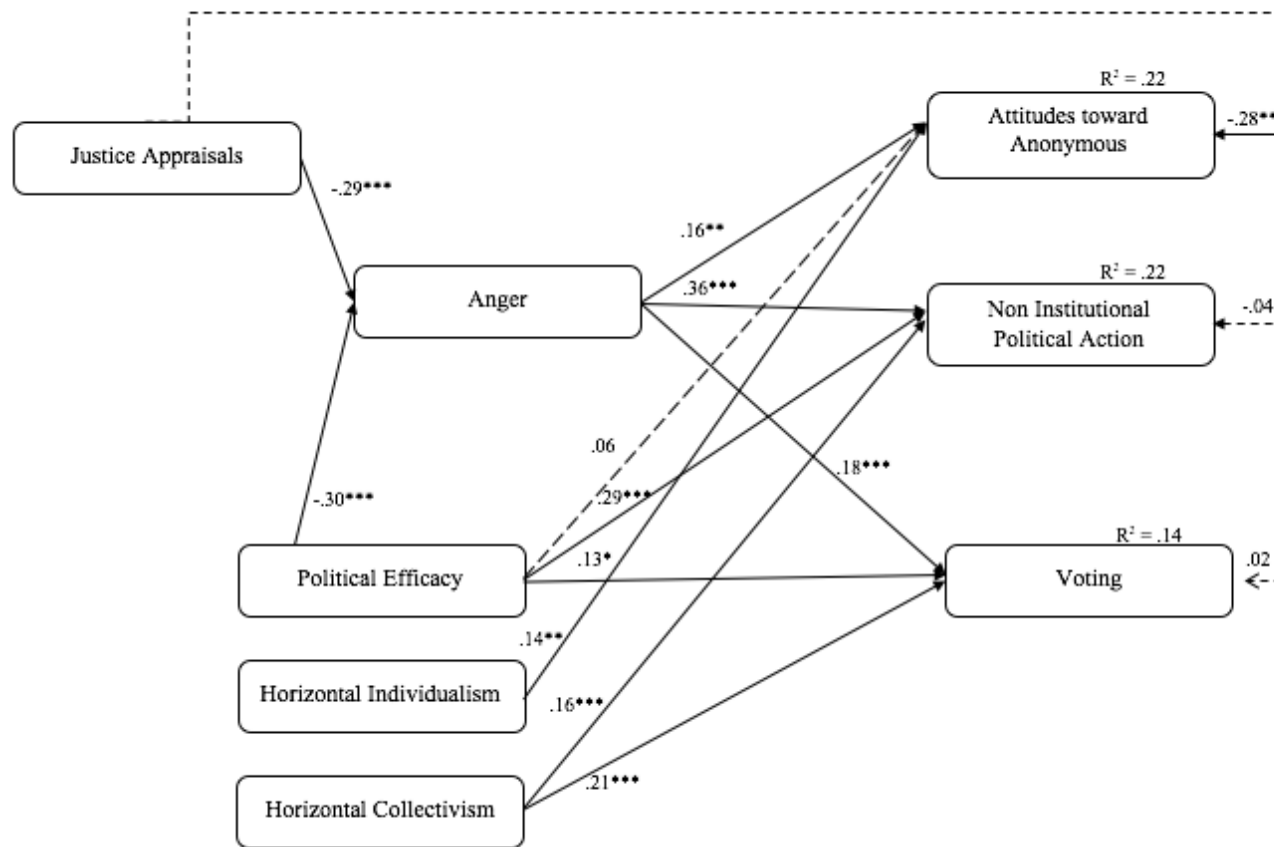 R² = .22
Attitudes toward
Anonymous
-.28**
Justice Appraisals
-.29***
.16**
R² = .22
Anger
.36***
Non Institutional
Political Action
-.04
.06
.18***
-.30***
.29***
R² = .14
Political Efficacy
.13*
Voting
.02
.14**
Horizontal Individualism
.16***
.21***
Horizontal Collectivism